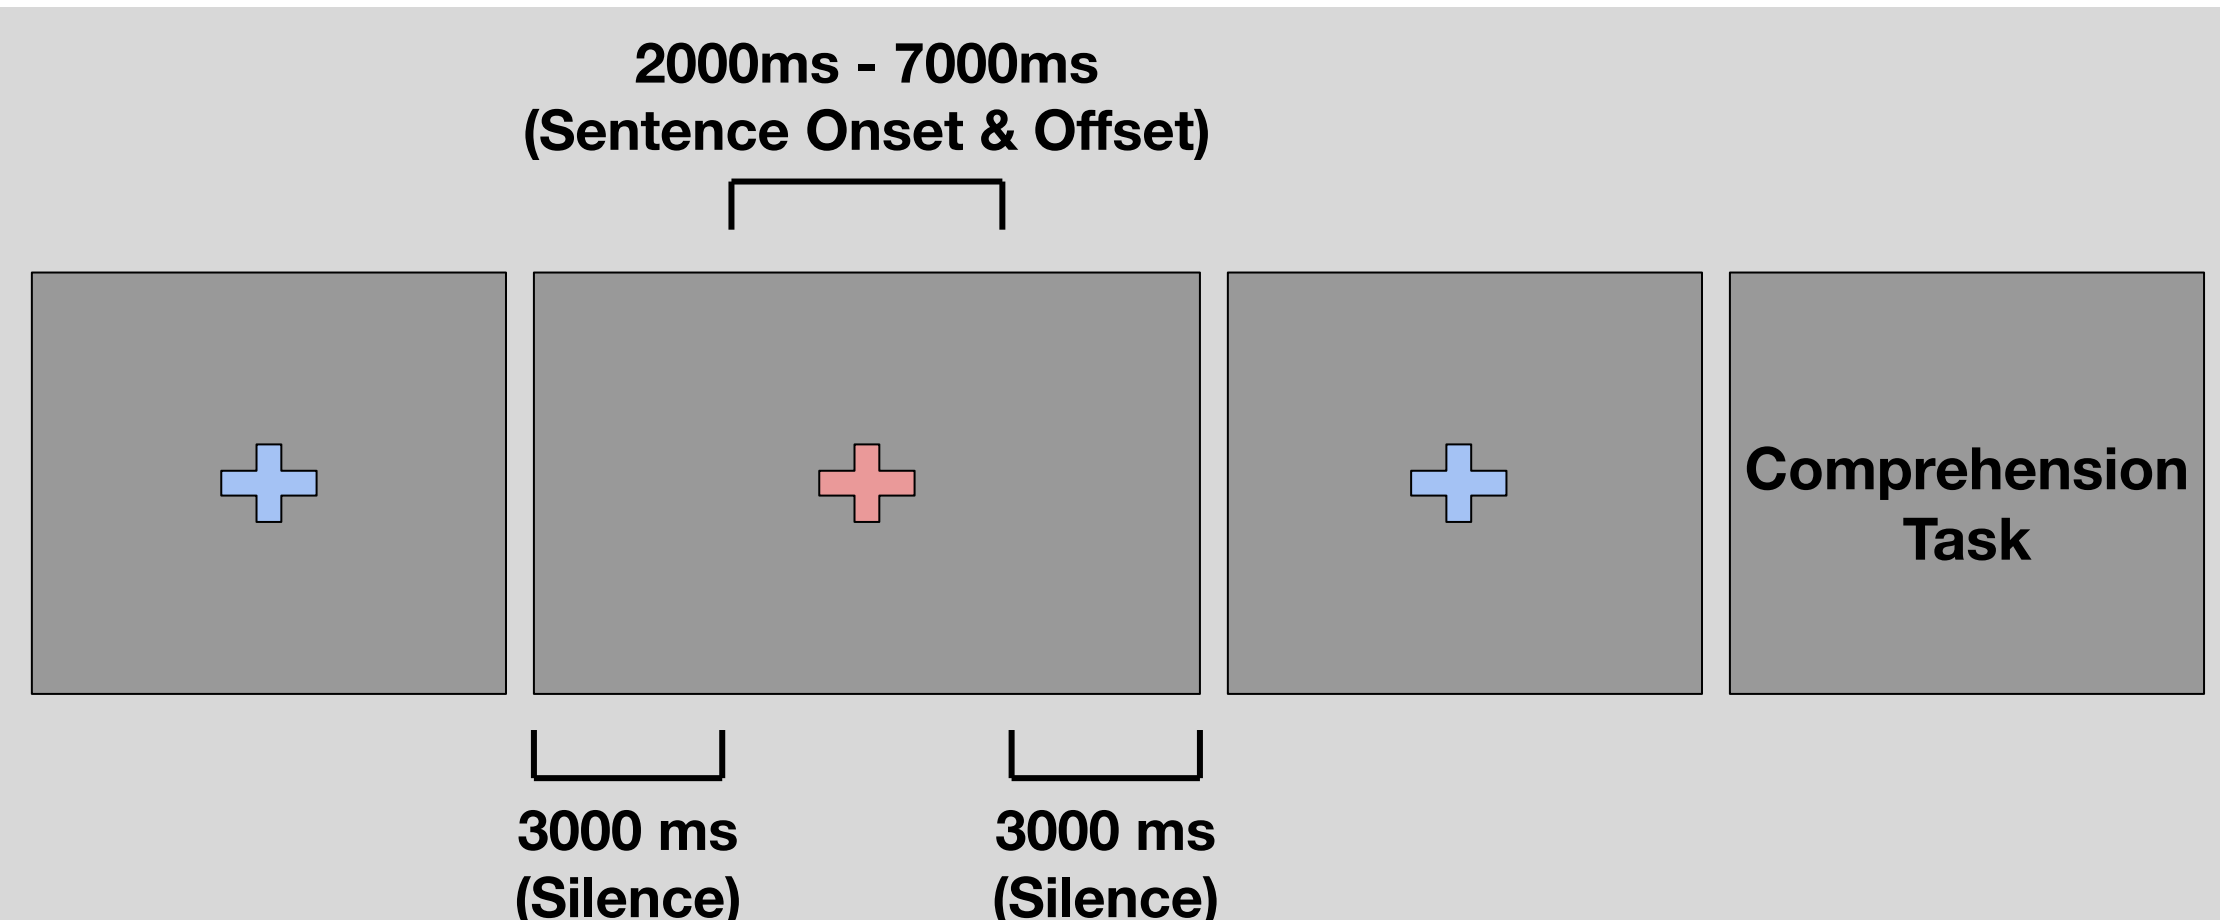 2000ms - 7000ms
(Sentence Onset & Offset)
Comprehension
Task
3000 ms
(Silence)
3000 ms
(Silence)